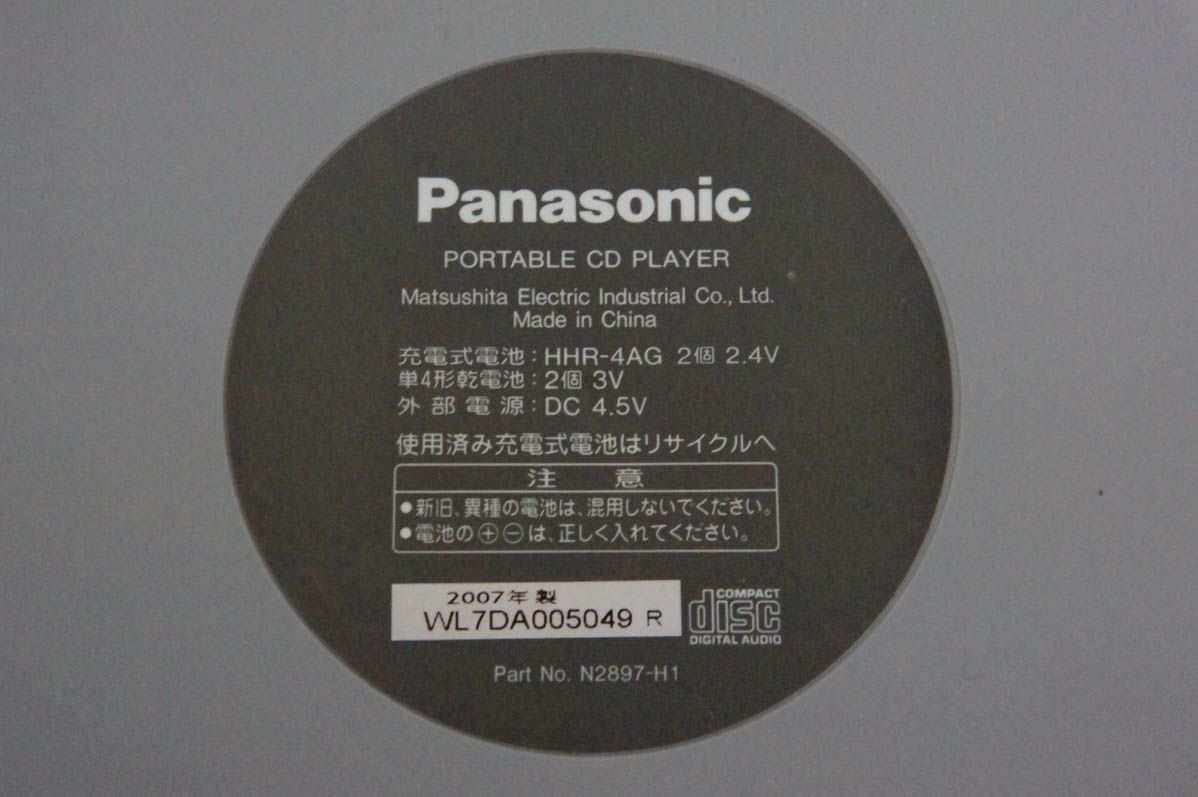 Panasonic
PORTABLE CD PLAYER
Matsushita Electric Industrial Co., Ltd.
Made in China
充電式電池：HHR-4AG 2個 2.4V
単4形乾電池：2個 3V
外部電源：DC 4.5V
使用済み充電式電池はリサイクルへ
注 意
●新旧、異種の電池は、混用しないでください。
●電池の⊕⊖は、正しく入れてください。
2007年製
WL7DA005049 R
COMPACT
disc
DIGITAL AUDIO
Part No. N2897-H1